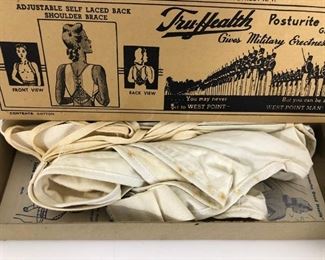 ADJUSTABLE SELF LACED BACK
SHOULDER BRACE
FRONT VIEW
BACK VIEW
CONTENTS: COTTON
Tru-Health Posturite
Gives Military Erectness
You may never
go to WEST POINT-
But you can be a
WEST POINT MAN